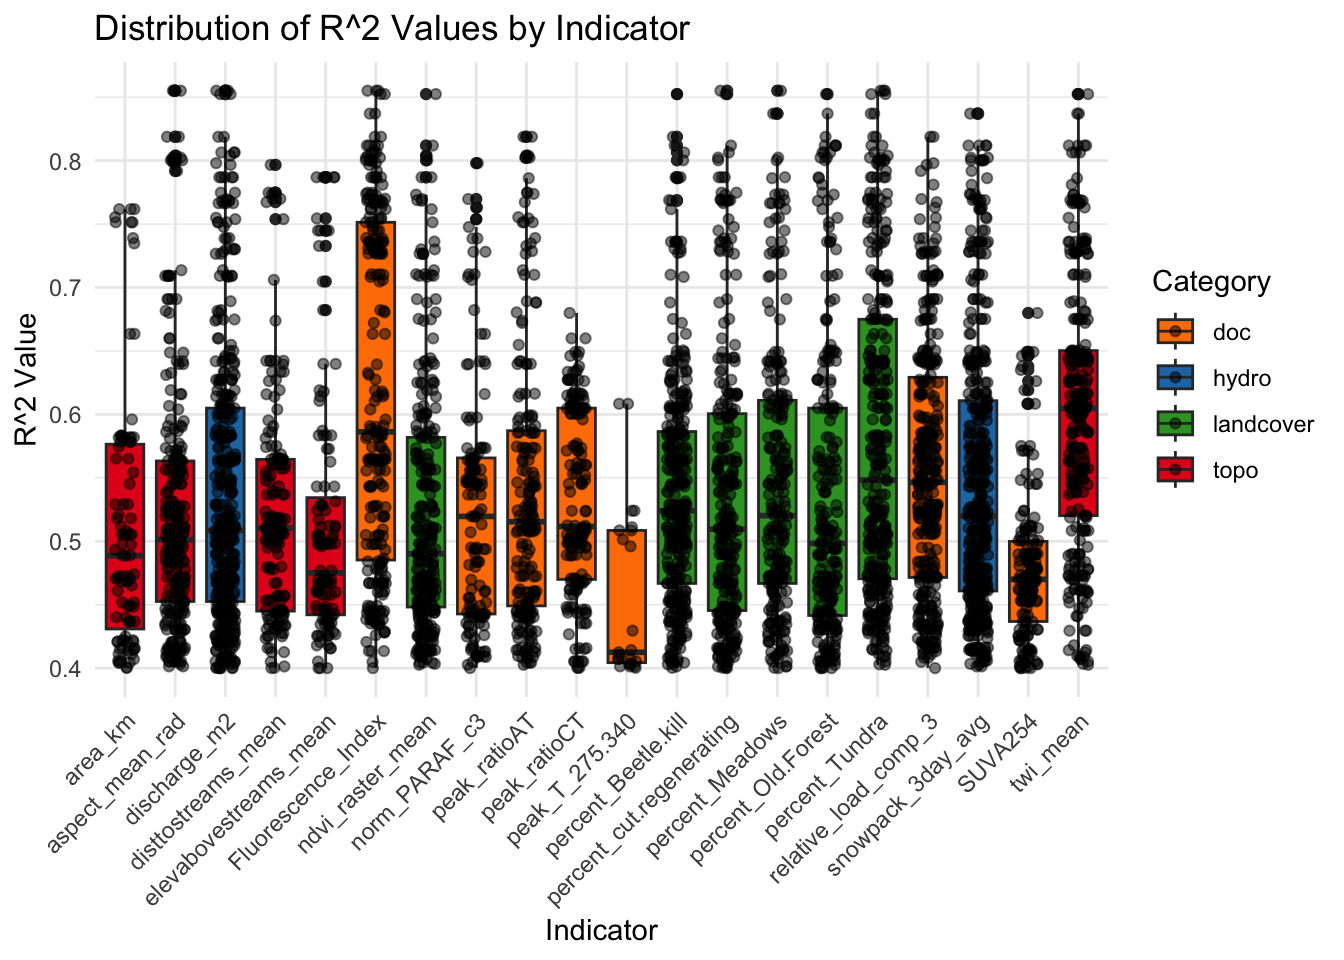 Distribution of R^2 Values by Indicator
R^2 Value
0.8
0.7
0.6
0.5
0.4
area_km
aspect_mean_rad
discharge_m2
disttostreams_mean
elevabovestreams_mean
Fluorescence_Index
ndvi_raster_mean
norm_PARAF_c3
peak_ratioAT
peak_ratioCT
peak_T_275.340
percent_Beetle.kill
percent_cut.regenerating
percent_Meadows
percent_Old.Forest
percent_Tundra
relative_load_comp_3
snowpack_3day_avg
SUVA254
twi_mean
Indicator
Category
doc
hydro
landcover
topo